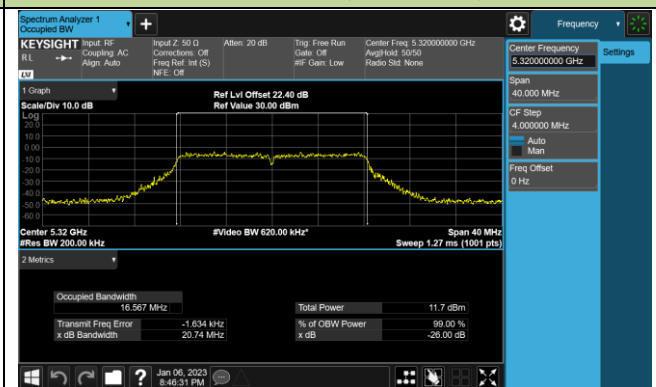 Spectrum Analyzer 1
Occupied BW
+
Frequency
KEYSIGHT
RL
LXI
Input: RF
Coupling: AC
Align: Auto
Input Z: 50 Ω
Corrections: Off
Freq Ref: Int (S)
NFE: Off
Atten: 20 dB
Trig: Free Run
Gate: Off
#IF Gain: Low
Center Freq: 5.320000000 GHz
Avg|Hold: 50/50
Radio Std: None
Center Frequency
5.320000000 GHz
Settings
Span
40.000 MHz
CF Step
4.000000 MHz
Auto
Man
Freq Offset
0 Hz
1 Graph
Scale/Div 10.0 dB
Ref Lvl Offset 22.40 dB
Ref Value 30.00 dBm
Log
20.0
10.0
0.00
-10.0
-20.0
-30.0
-40.0
-50.0
-60.0
Center 5.32 GHz
#Video BW 620.00 kHz*
Span 40 MHz
#Res BW 200.00 kHz
Sweep 1.27 ms (1001 pts)
2 Metrics
Occupied Bandwidth
16.567 MHz
Total Power 11.7 dBm
Transmit Freq Error -1.634 kHz
% of OBW Power 99.00 %
x dB Bandwidth 20.74 MHz
x dB -26.00 dB
?
Jan 06, 2023
8:46:31 PM